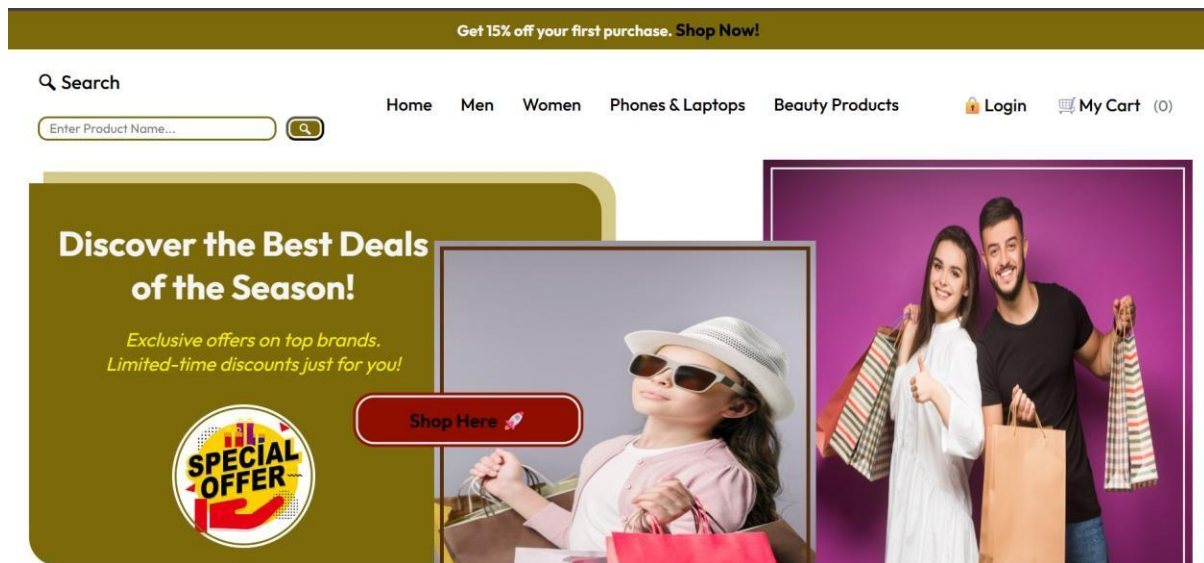 Get 15% off your first purchase. Shop Now!
🔍 Search
Enter Product Name...
Home Men Women Phones & Laptops Beauty Products 🔒 Login 🛒 My Cart (0)
Discover the Best Deals
of the Season!
Exclusive offers on top brands.
Limited-time discounts just for you!
Shop Here 🚀
SPECIAL
OFFER